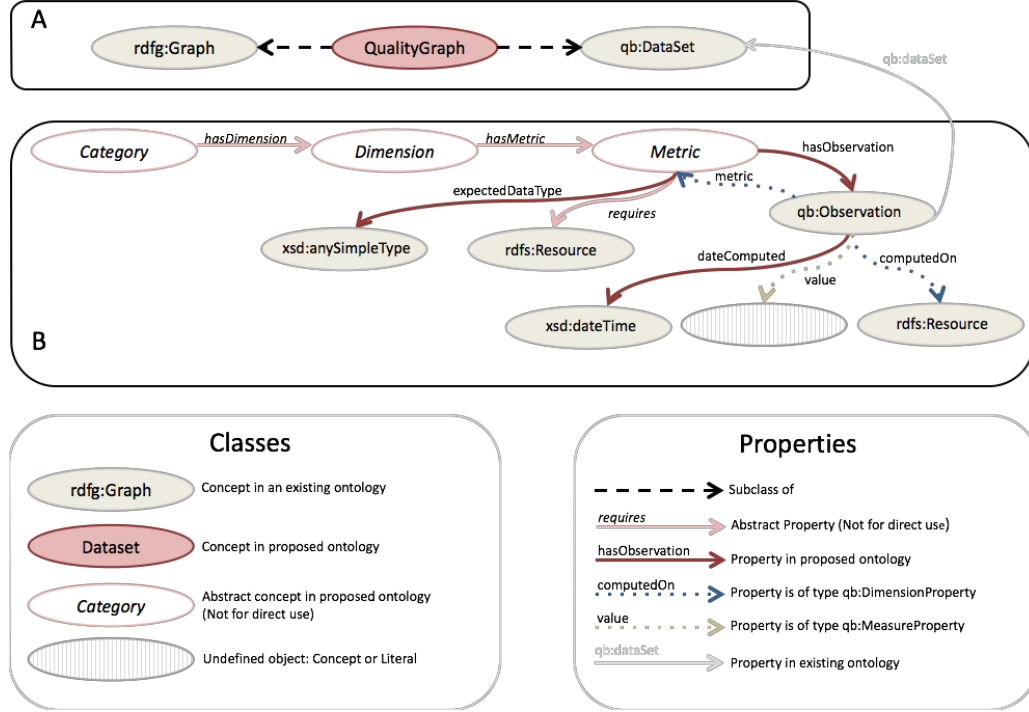 A
rdfg:Graph
QualityGraph
qb:DataSet
qb:dataSet
Category
hasDimension
Dimension
hasMetric
Metric
hasObservation
metric
expectedDataType
requires
qb:Observation
xsd:anySimpleType
rdfs:Resource
dateComputed
computedOn
value
xsd:dateTime
rdfs:Resource
B
Classes
rdfg:Graph
Concept in an existing ontology
Dataset
Concept in proposed ontology
Category
Abstract concept in proposed ontology
(Not for direct use)
Undefined object: Concept or Literal
Properties
Subclass of
requires
Abstract Property (Not for direct use)
hasObservation
Property in proposed ontology
computedOn
Property is of type qb:DimensionProperty
value
Property is of type qb:MeasureProperty
qb:dataSet
Property in existing ontology